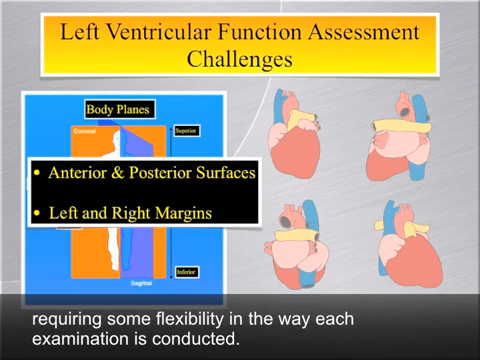 Left Ventricular Function Assessment
Challenges
Body Planes
Coronal
Superior
• Anterior & Posterior Surfaces
• Left and Right Margins
Inferior
Sagittal
requiring some flexibility in the way each
examination is conducted.